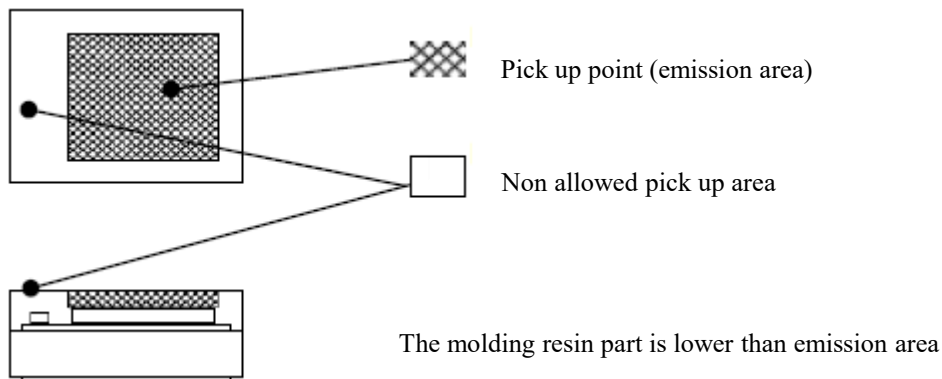 Pick up point (emission area)
Non allowed pick up area
The molding resin part is lower than emission area